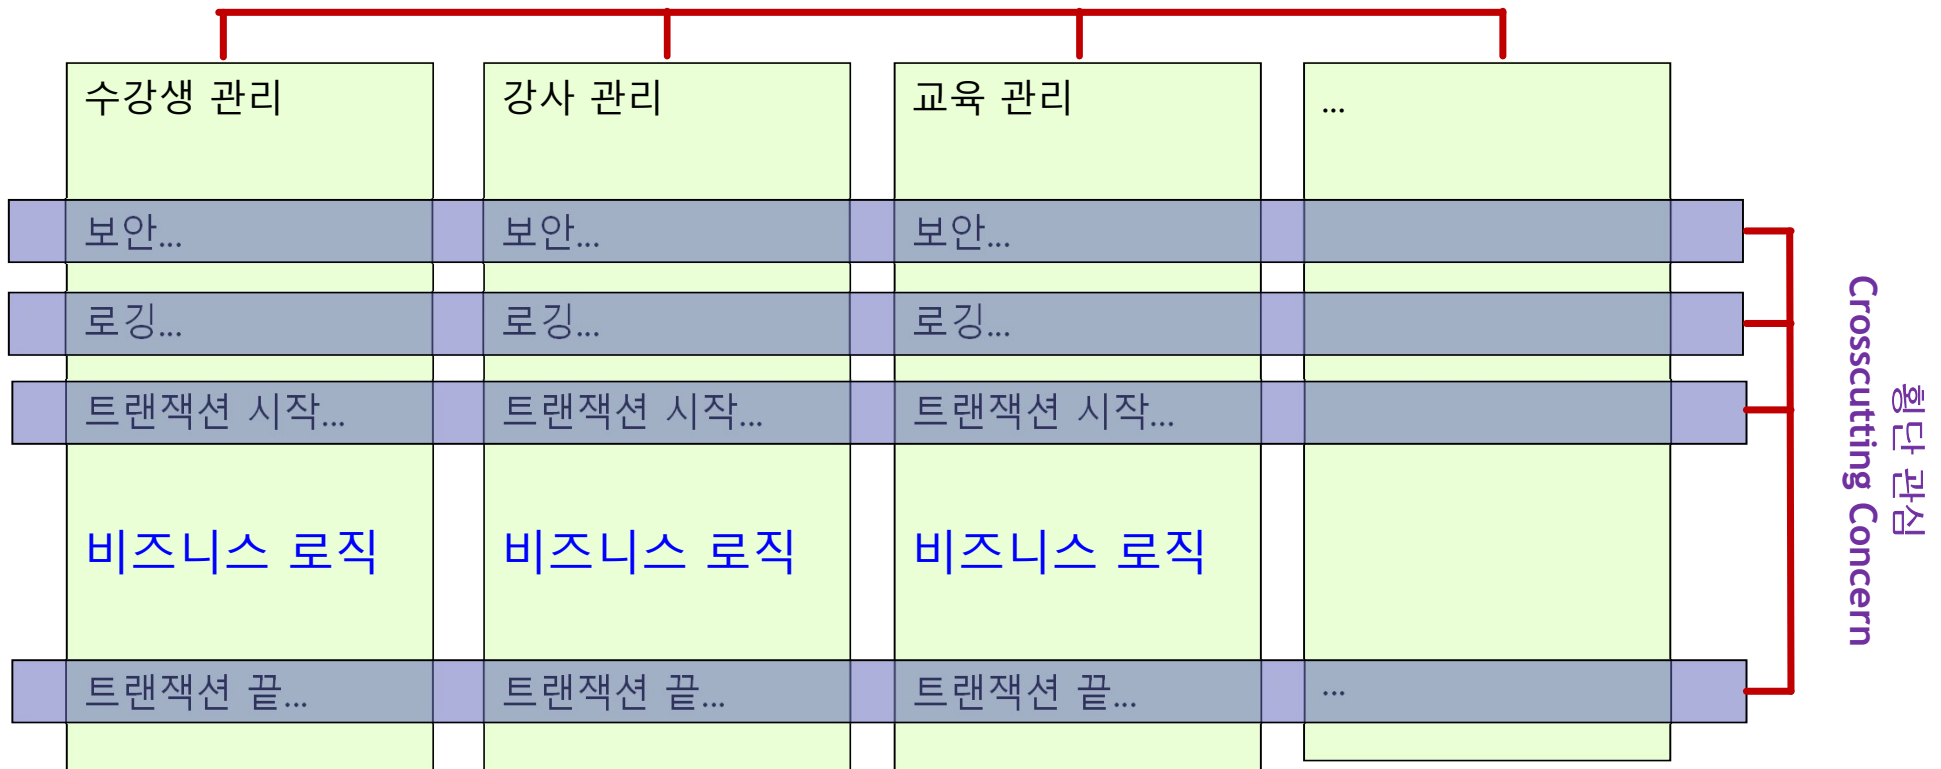 수강생 관리
강사 관리
교육 관리
...
보안...
보안...
보안...
로깅...
로깅...
로깅...
트랜잭션 시작...
트랜잭션 시작...
트랜잭션 시작...
비즈니스 로직
비즈니스 로직
비즈니스 로직
트랜잭션 끝...
트랜잭션 끝...
트랜잭션 끝...
...
횡단 관심
Crosscutting Concern